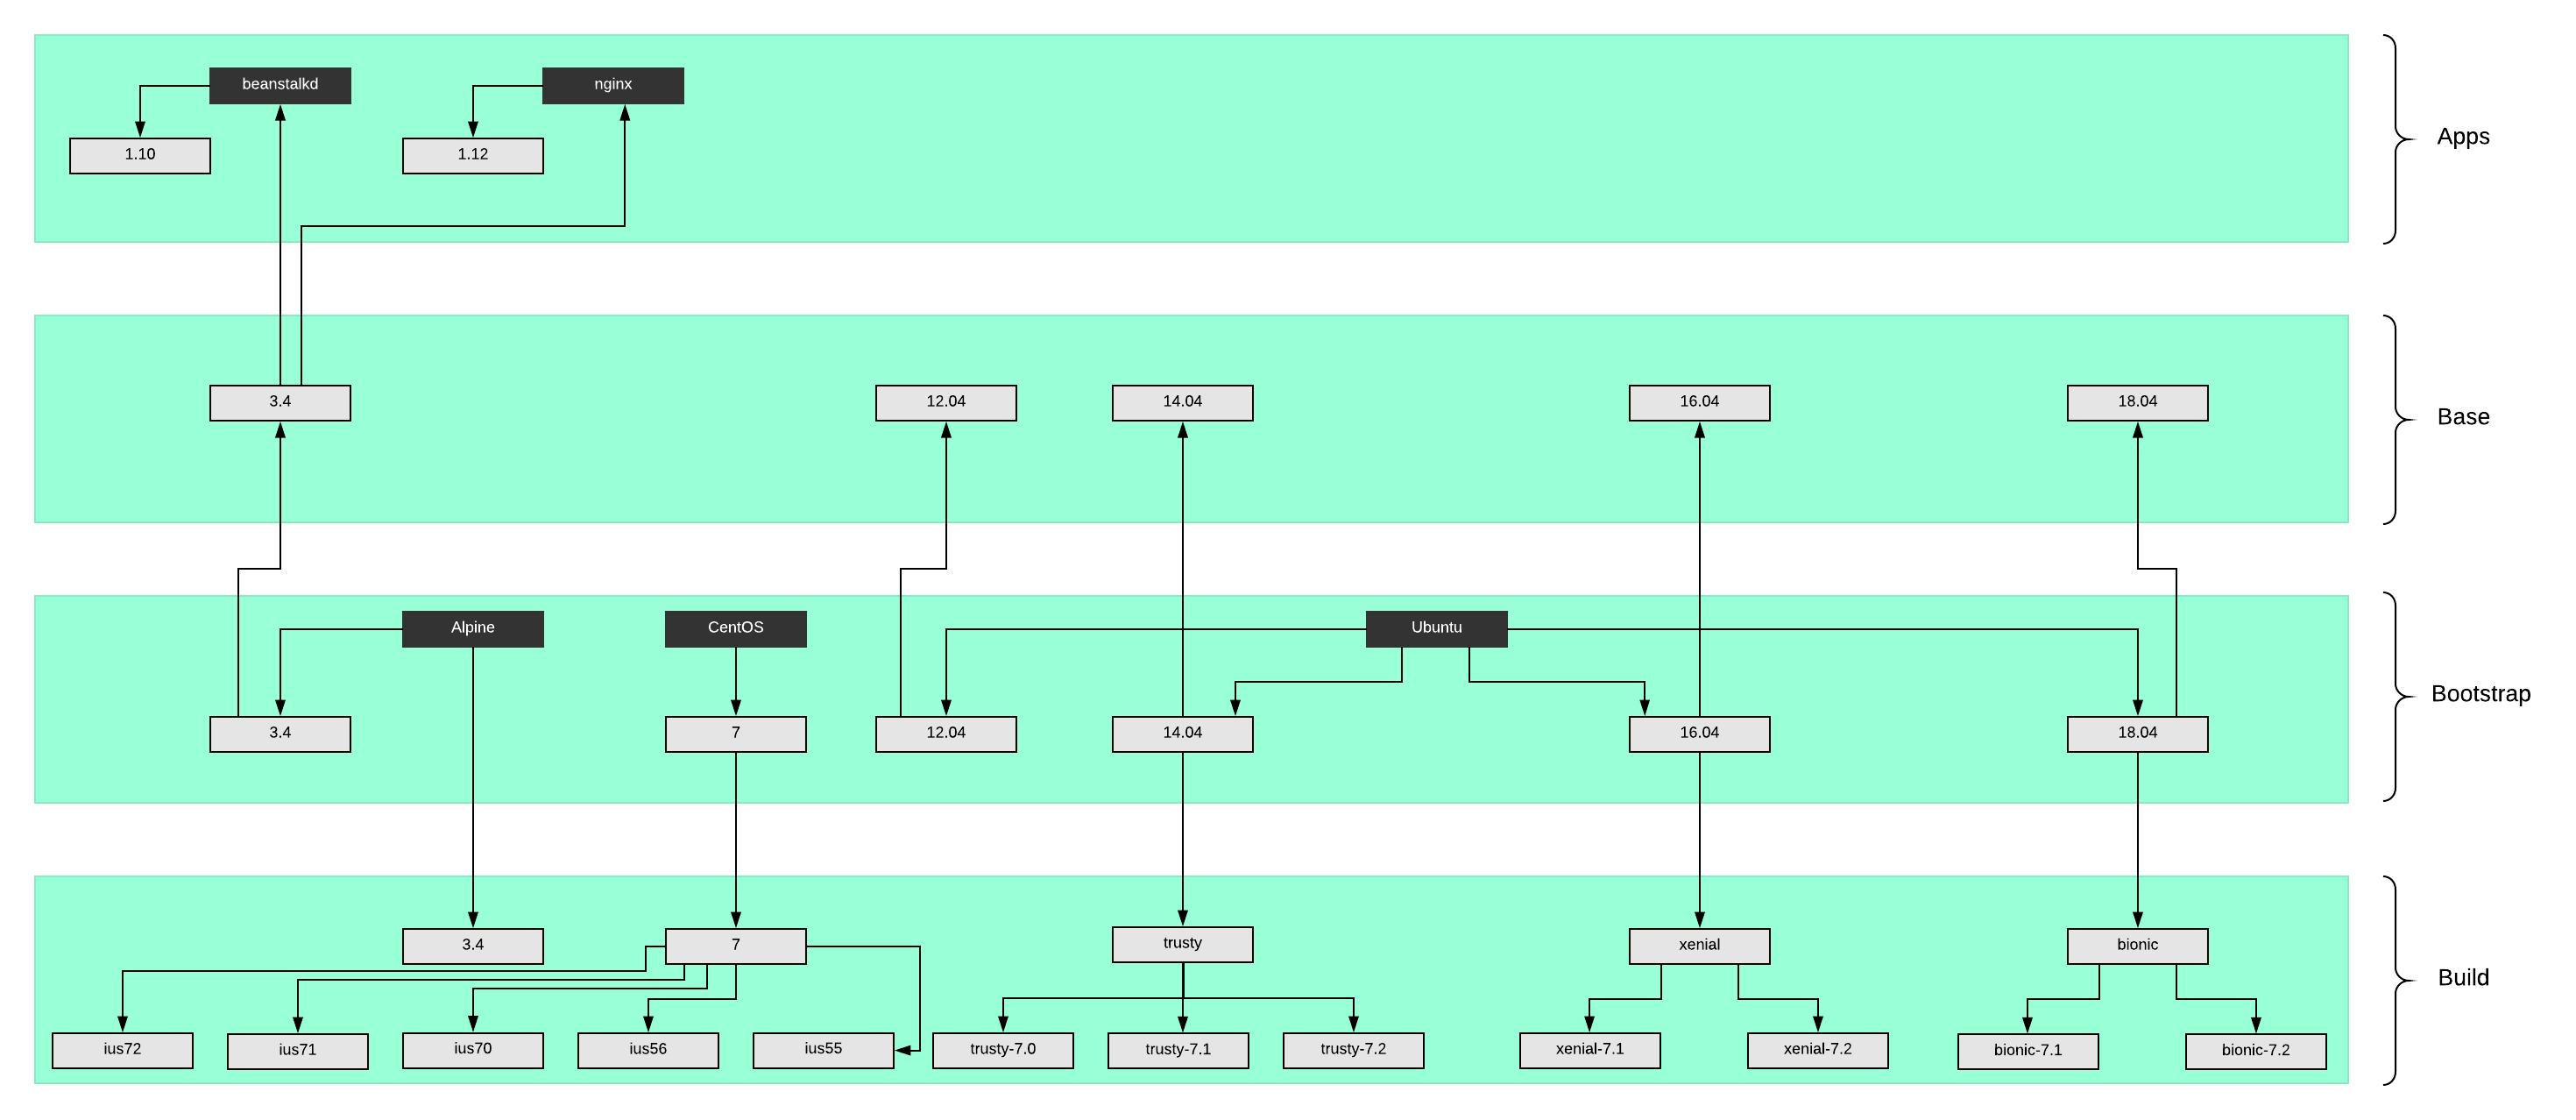 beanstalkd
nginx
1.10
1.12
Apps
3.4
12.04
14.04
16.04
18.04
Base
Alpine
CentOS
Ubuntu
3.4
7
12.04
14.04
16.04
18.04
Bootstrap
3.4
7
trusty
xenial
bionic
Build
ius72
ius71
ius70
ius56
ius55
trusty-7.0
trusty-7.1
trusty-7.2
xenial-7.1
xenial-7.2
bionic-7.1
bionic-7.2